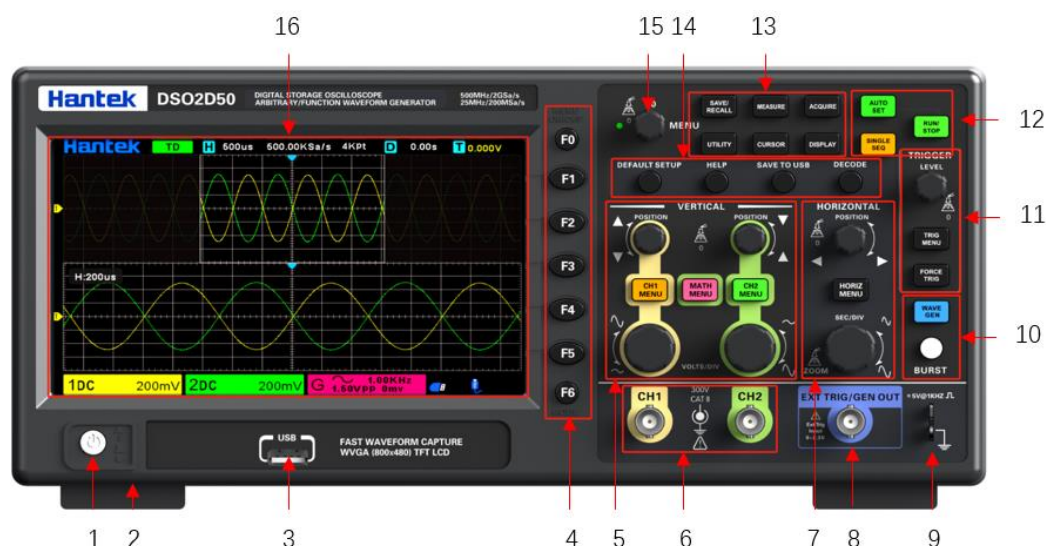 16
15 14 13
Hantek DSO2D50 DIGITAL STORAGE OSCILLOSCOPE 500MHz/2GSa/s
ARBITRARY/FUNCTION WAVEFORM GENERATOR 25MHz/200MSa/s
Hantek TD H 500us 500.00KSa/s 4KPt D 0.00s T 0.000V
H:200us
1DC 200mV 2DC 200mV G 1.00KHz
1.50VPP 0mv
F0
F1
F2
F3
F4
F5
F6
0
MENU
SAVE/
RECALL
MEASURE
ACQUIRE
UTILITY
CURSOR
DISPLAY
AUTO
SET
RUN/
STOP
SINGLE
SEQ
12
DEFAULT SETUP HELP SAVE TO USB DECODE
VERTICAL
POSITION POSITION
0
CH1
MENU
MATH
MENU
CH2
MENU
VOLTS/DIV
HORIZONTAL
POSITION
0
HORIZ
MENU
SEC/DIV
ZOOM
TRIGGER
LEVEL
0
TRIG
MENU
FORCE
TRIG
11
WAVE
GEN
BURST
10
CH1 300V CH2
CAT II
EXT TRIG/GEN OUT
5V@1KHZ
USB
FAST WAVEFORM CAPTURE
WVGA (800x480) TFT LCD
1 2 3 4 5 6 7 8 9